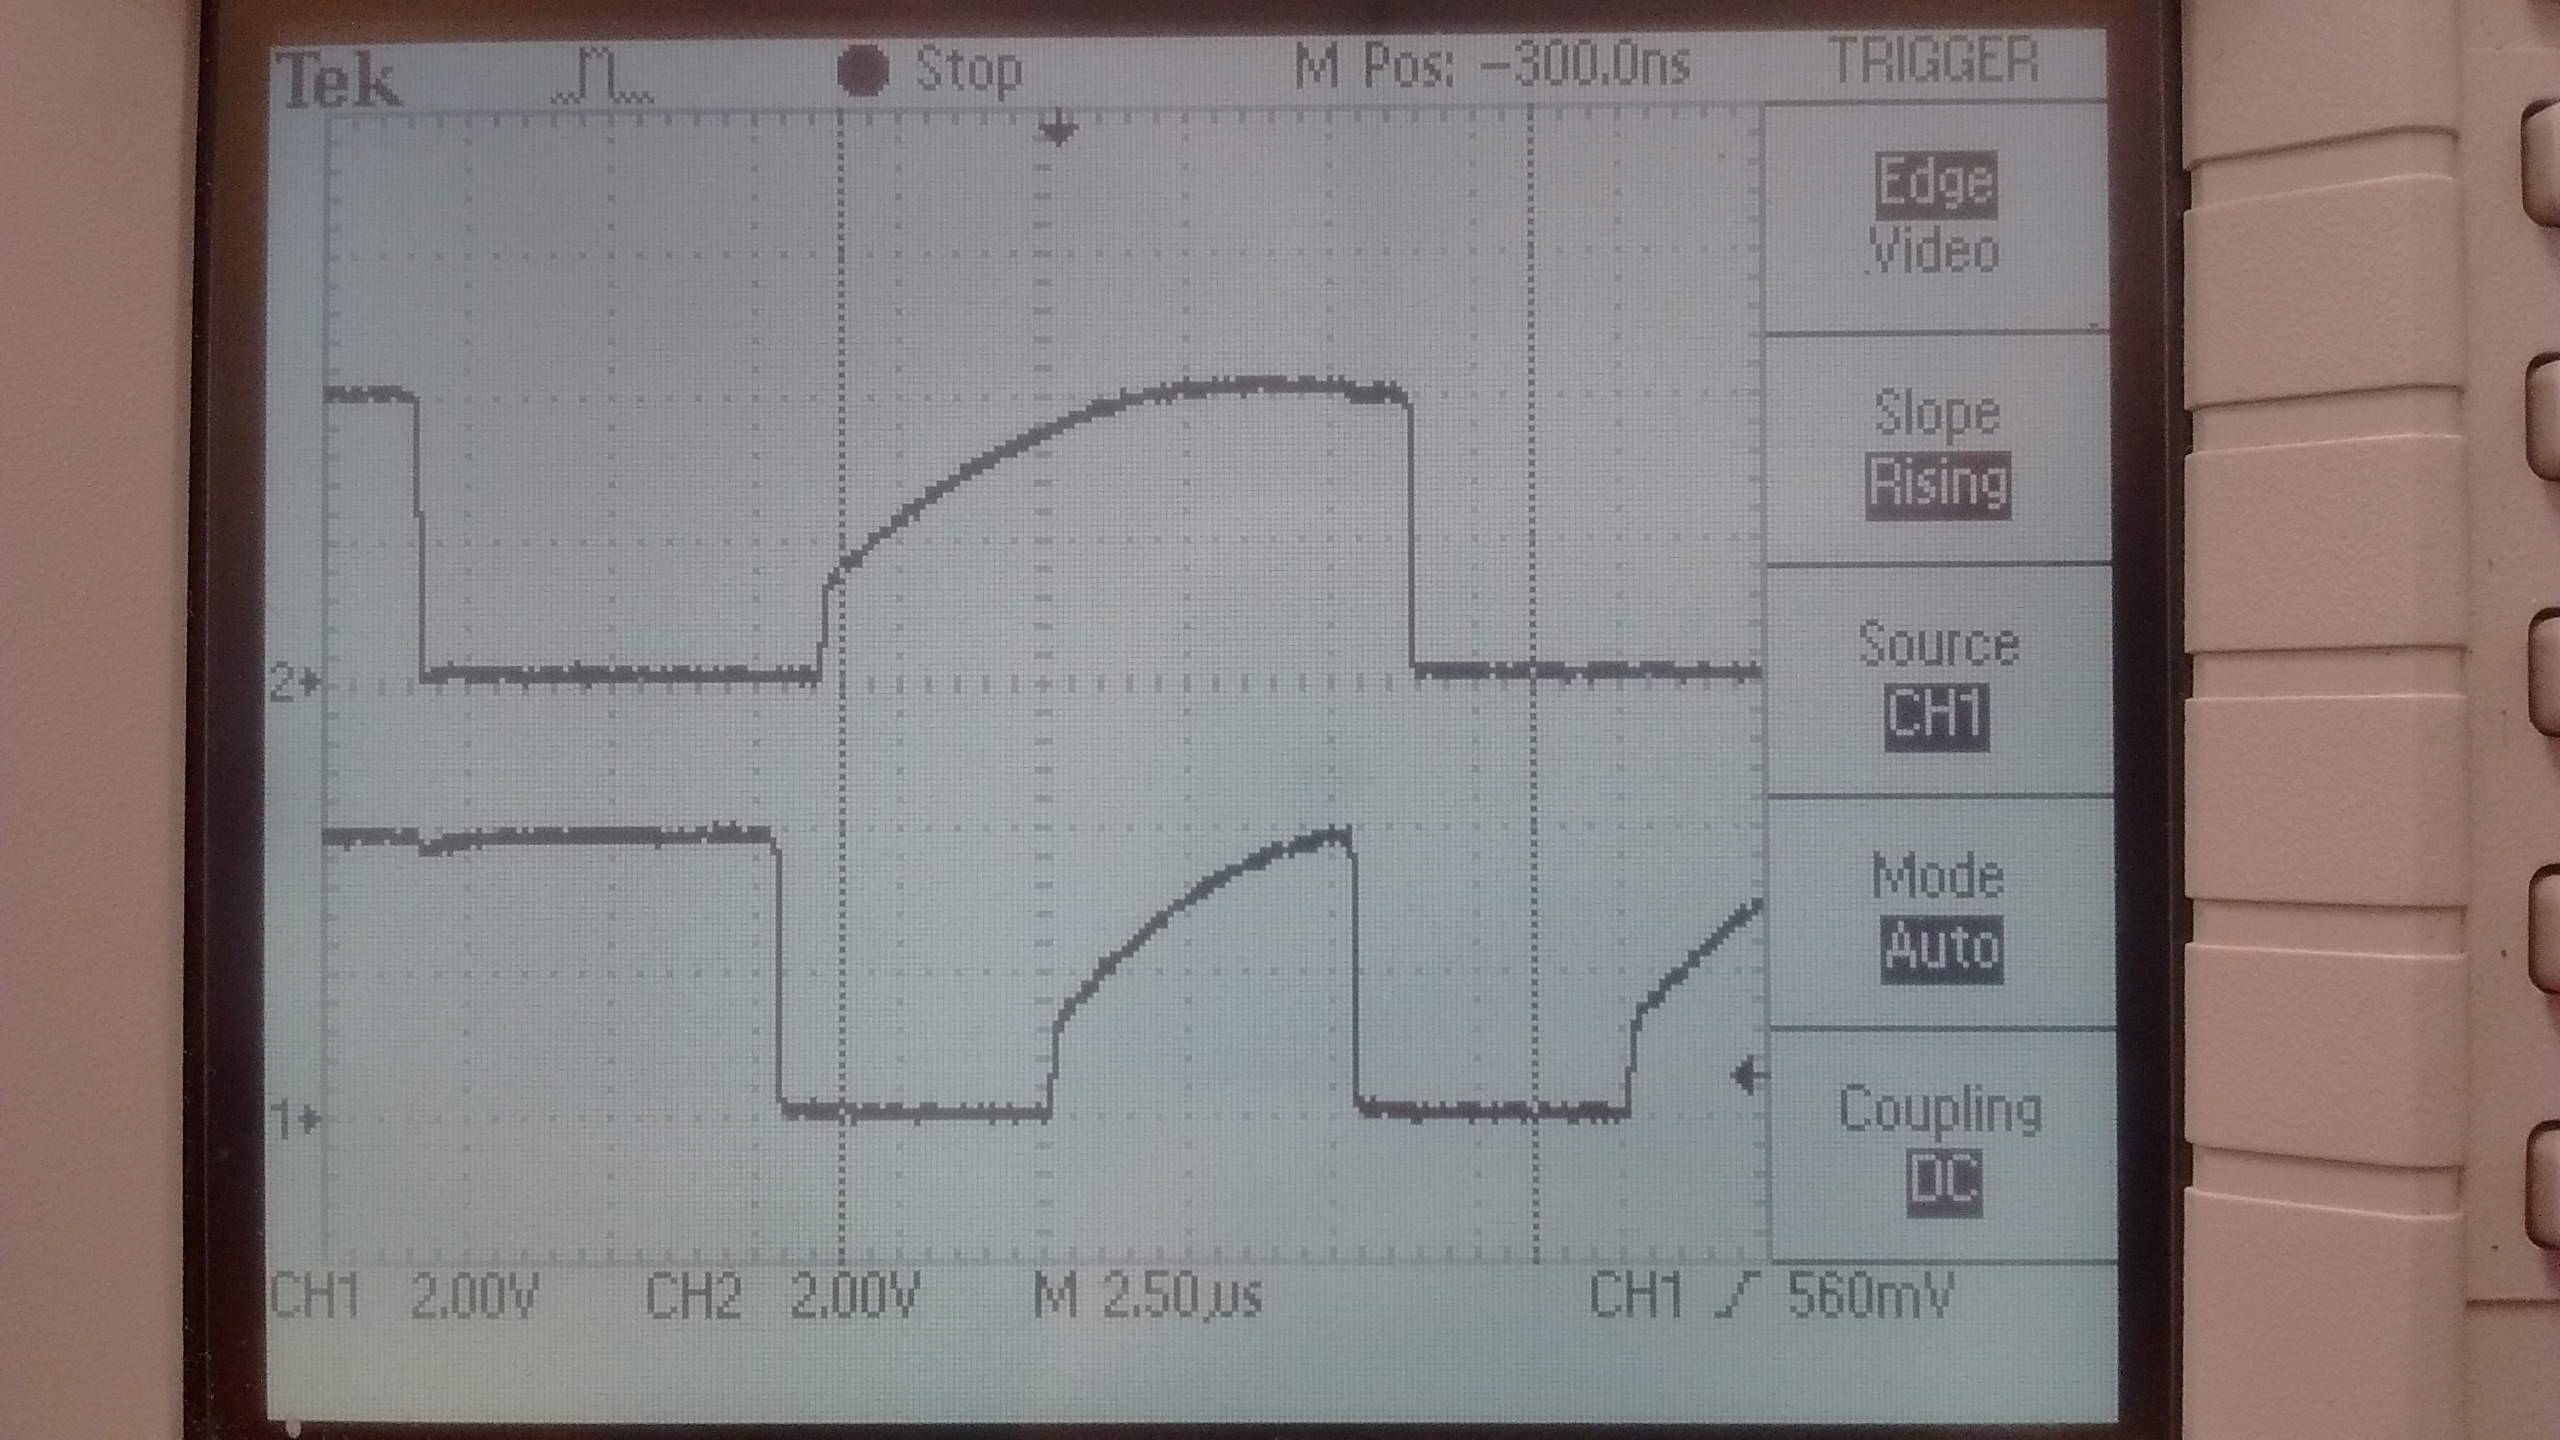 Tek Stop M Pos: -300.0ns TRIGGER
Edge
Video
Slope
Rising
Source
CH1
Mode
Auto
Coupling
DC
2
1
CH1 2.00V CH2 2.00V M 2.50µs CH1 560mV